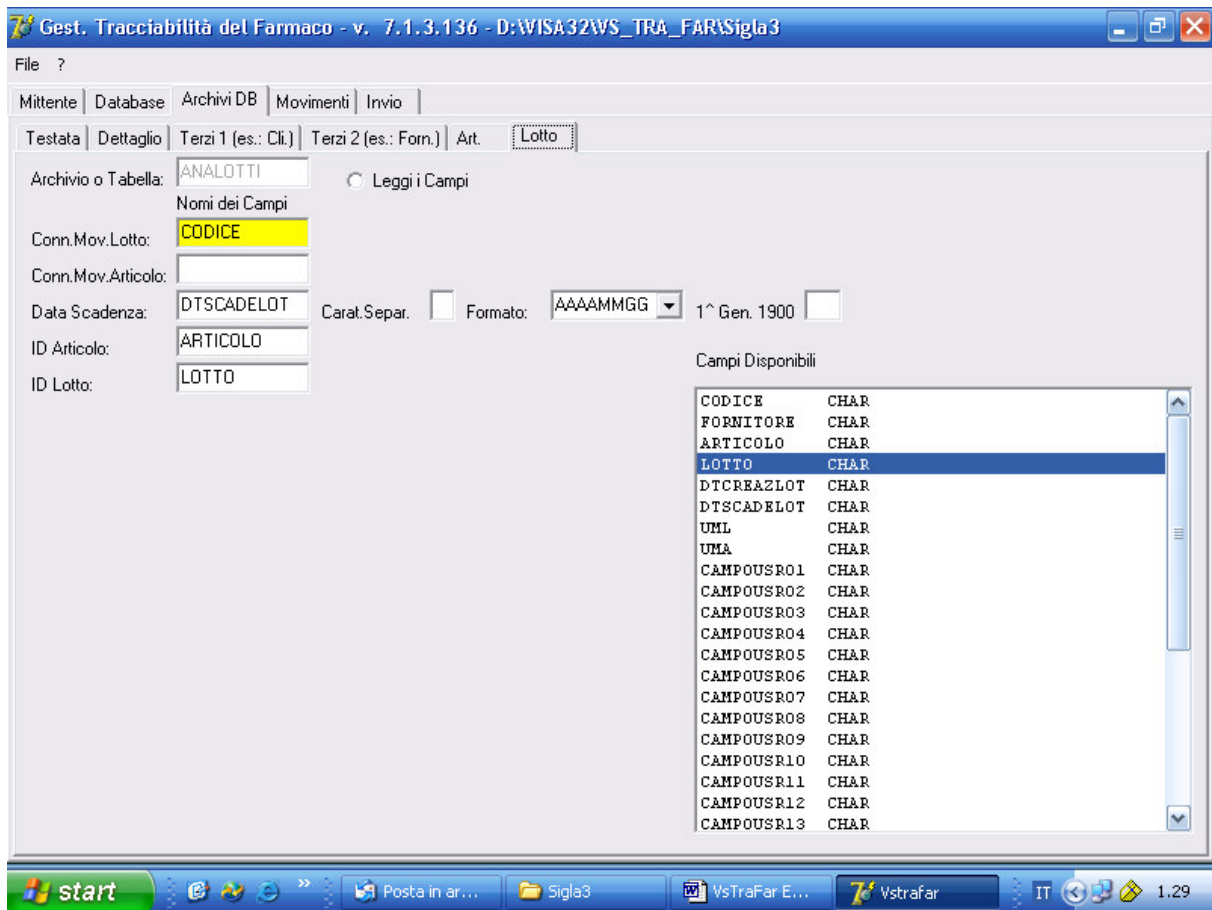 Gest. Tracciabilità del Farmaco - v. 7.1.3.136 - D:\VISA32\VS_TRA_FAR\Sigla3
File ?
Mittente Database Archivi DB Movimenti Invio
Testata Dettaglio Terzi 1 (es.: Cli.) Terzi 2 (es.: Forn.) Art. Lotto
Archivio o Tabella: ANALOTTI Leggi i Campi
Nomi dei Campi
Conn.Mov.Lotto: CODICE
Conn.Mov.Articolo:
Data Scadenza: DTSCADELOT Carat.Separ. Formato: AAAAMMGG 1^ Gen. 1900
ID Articolo: ARTICOLO
ID Lotto: LOTTO
Campi Disponibili
CODICE CHAR
FORNITORE CHAR
ARTICOLO CHAR
LOTTO CHAR
DTCREAZLOT CHAR
DTSCADELOT CHAR
UML CHAR
UMA CHAR
CAMPOUSR01 CHAR
CAMPOUSR02 CHAR
CAMPOUSR03 CHAR
CAMPOUSR04 CHAR
CAMPOUSR05 CHAR
CAMPOUSR06 CHAR
CAMPOUSR07 CHAR
CAMPOUSR08 CHAR
CAMPOUSR09 CHAR
CAMPOUSR10 CHAR
CAMPOUSR11 CHAR
CAMPOUSR12 CHAR
CAMPOUSR13 CHAR
start Posta in ar... Sigla3 VsTraFar E... Vstrafar IT 1.29